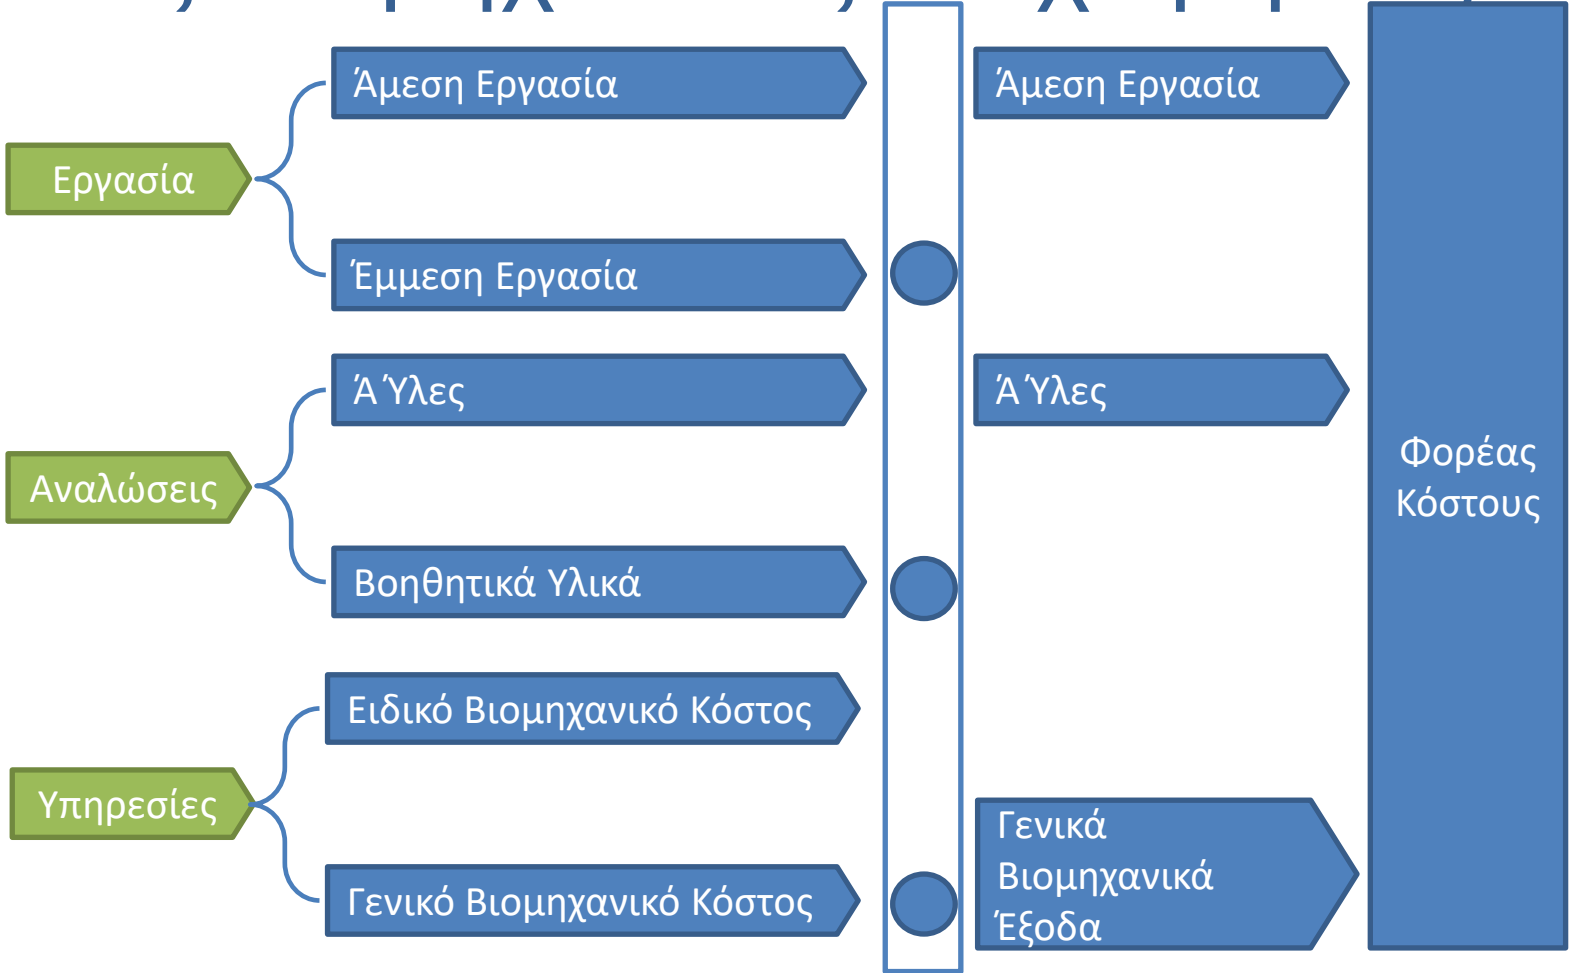 Άμεση Εργασία
Άμεση Εργασία
Εργασία
Έμμεση Εργασία
Ά Ύλες
Ά Ύλες
Φορέας
Κόστους
Αναλώσεις
Βοηθητικά Υλικά
Ειδικό Βιομηχανικό Κόστος
Υπηρεσίες
Γενικά
Βιομηχανικά
Έξοδα
Γενικό Βιομηχανικό Κόστος